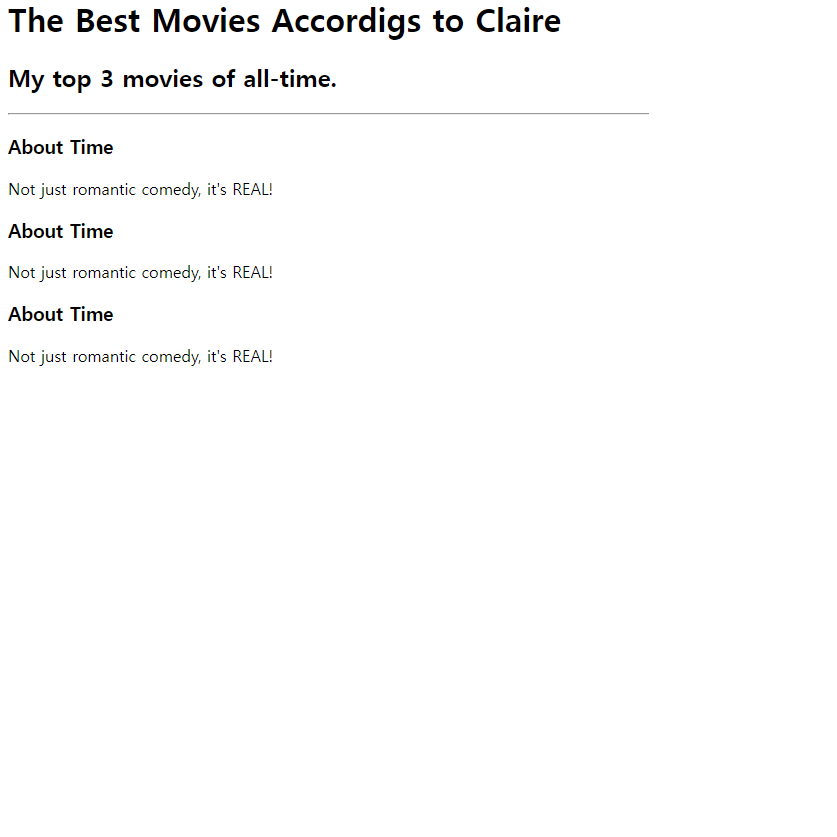 The Best Movies Accordigs to Claire
My top 3 movies of all-time.
About Time
Not just romantic comedy, it's REAL!
About Time
Not just romantic comedy, it's REAL!
About Time
Not just romantic comedy, it's REAL!